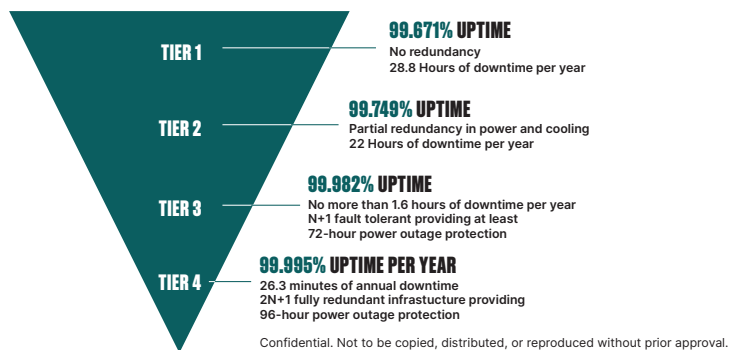 TIER 1
99.671% UPTIME
No redundancy
28.8 Hours of downtime per year
TIER 2
99.749% UPTIME
Partial redundancy in power and cooling
22 Hours of downtime per year
TIER 3
99.982% UPTIME
No more than 1.6 hours of downtime per year
N+1 fault tolerant providing at least
72-hour power outage protection
TIER 4
99.995% UPTIME PER YEAR
26.3 minutes of annual downtime
2N+1 fully redundant infrastucture providing
96-hour power outage protection
Confidential. Not to be copied, distributed, or reproduced without prior approval.